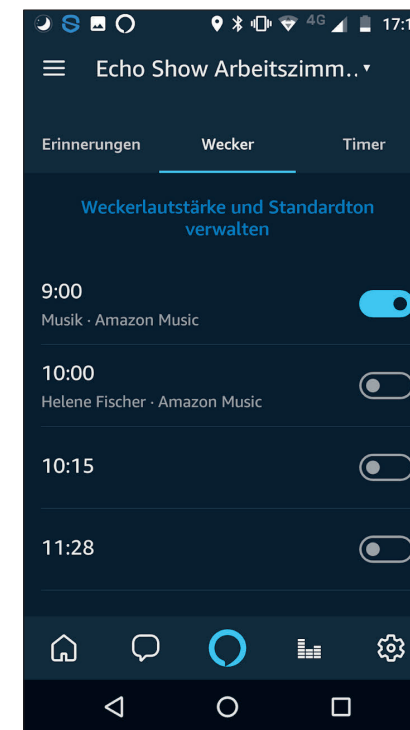 4G 17:1
Echo Show Arbeitszimm..
Erinnerungen Wecker Timer
Weckerlautstärke und Standardton
verwalten
9:00
Musik · Amazon Music
10:00
Helene Fischer · Amazon Music
10:15
11:28